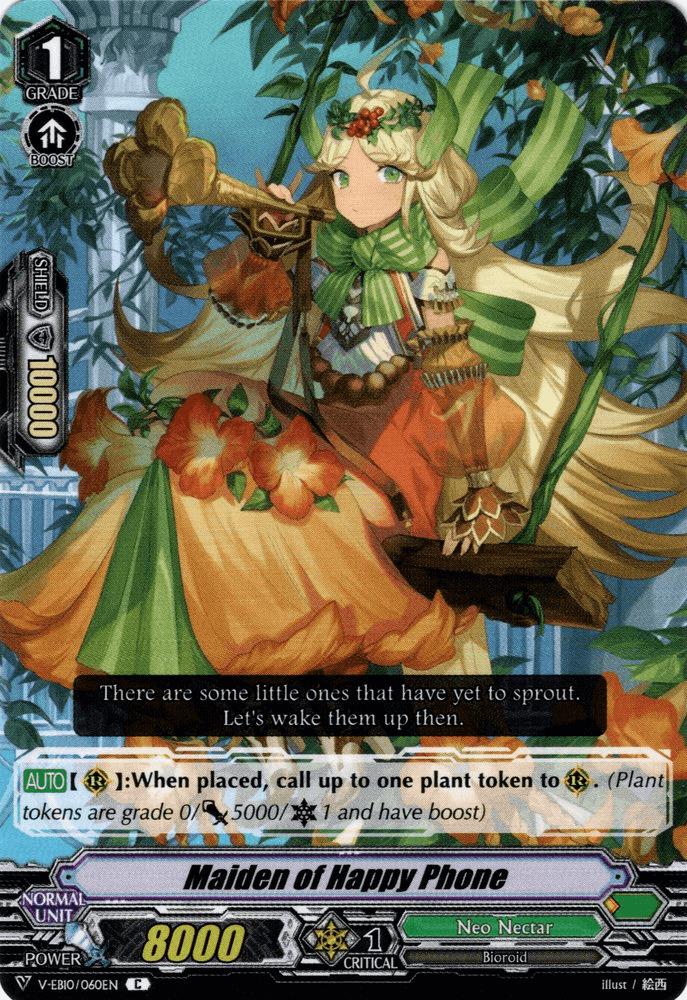 1
GRADE
BOOST
SHIELD
10000
There are some little ones that have yet to sprout.
Let's wake them up then.
AUTO【 R 】:When placed, call up to one plant token to R. (Plant
tokens are grade 0/ 5000/ 1 and have boost)
Maiden of Happy Phone
NORMAL
UNIT
POWER
8000
1
CRITICAL
Neo Nectar
Bioroid
V-EB10/060EN C
illust / 絵西